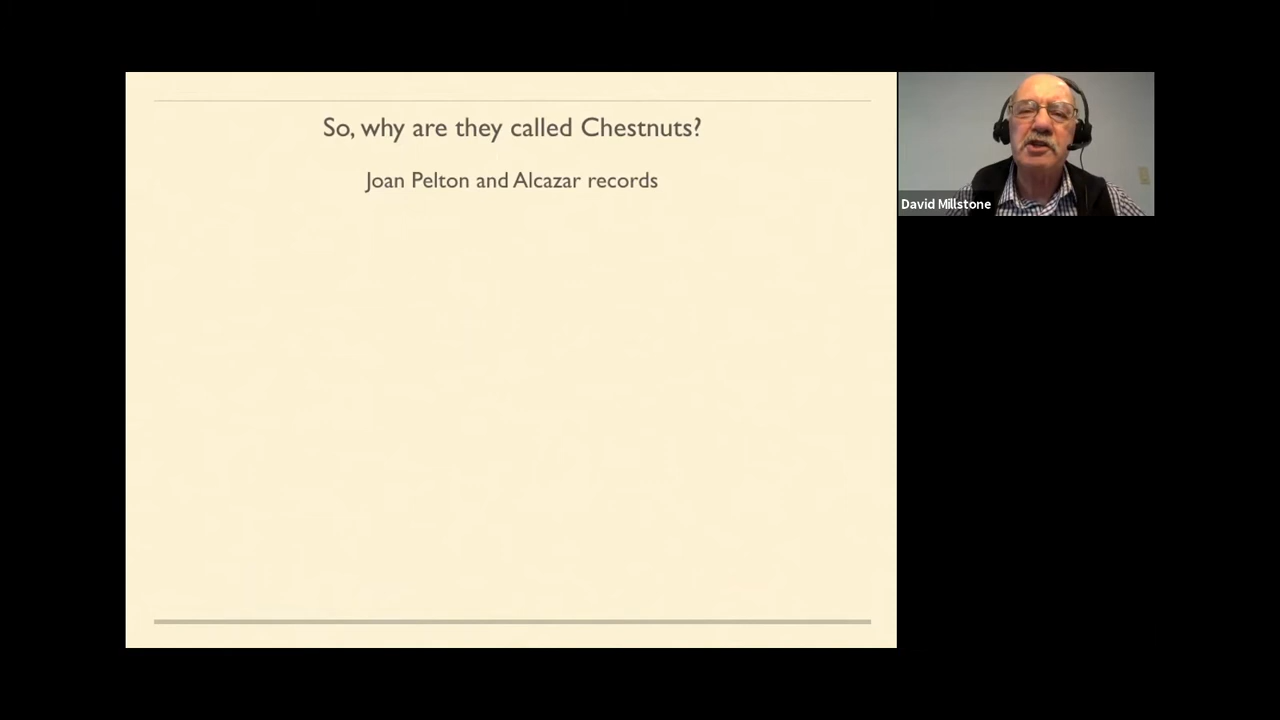 So, why are they called Chestnuts?
Joan Pelton and Alcazar records
David Millstone